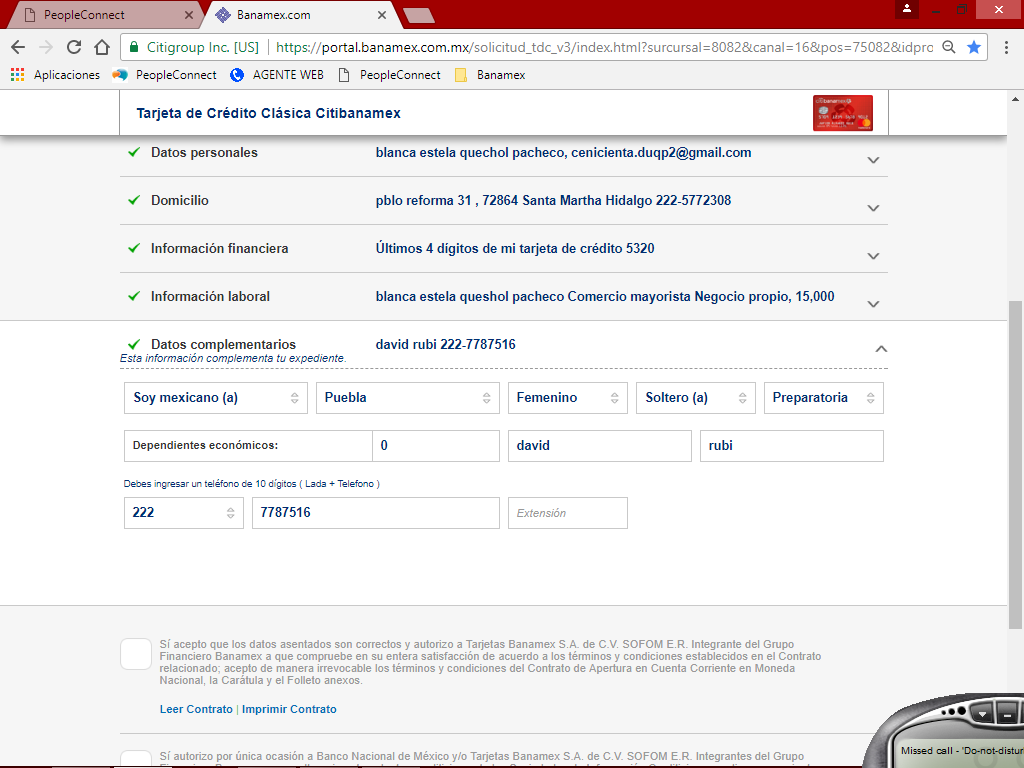 PeopleConnect
Banamex.com
Citigroup Inc. [US] https://portal.banamex.com.mx/solicitud_tdc_v3/index.html?sursursal=8082&canal=16&pos=75082&idpro
Aplicaciones PeopleConnect AGENTE WEB PeopleConnect Banamex
Tarjeta de Crédito Clásica Citibanamex
Datos personales blanca estela quechol pacheco, cenicienta.duqp2@gmail.com
Domicilio pblo reforma 31 , 72864 Santa Martha Hidalgo 222-5772308
Información financiera Últimos 4 dígitos de mi tarjeta de crédito 5320
Información laboral blanca estela queshol pacheco Comercio mayorista Negocio propio, 15,000
Datos complementarios david rubi 222-7787516
Esta información complementa tu expediente.
Soy mexicano (a) Puebla Femenino Soltero (a) Preparatoria
Dependientes económicos: 0 david rubi
Debes ingresar un teléfono de 10 dígitos ( Lada + Telefono )
222 7787516 Extensión
Sí acepto que los datos asentados son correctos y autorizo a Tarjetas Banamex S.A. de C.V. SOFOM E.R. Integrante del Grupo
Financiero Banamex a que compruebe en su entera satisfacción de acuerdo a los términos y condiciones establecidos en el Contrato
relacionado; acepto de manera irrevocable los términos y condiciones del Contrato de Apertura en Cuenta Corriente en Moneda
Nacional, la Carátula y el Folleto anexos.
Leer Contrato | Imprimir Contrato
Sí autorizo por única ocasión a Banco Nacional de México y/o Tarjetas Banamex S.A. de C.V. SOFOM E.R. Integrantes del Grupo
Missed call - 'Do-not-distur